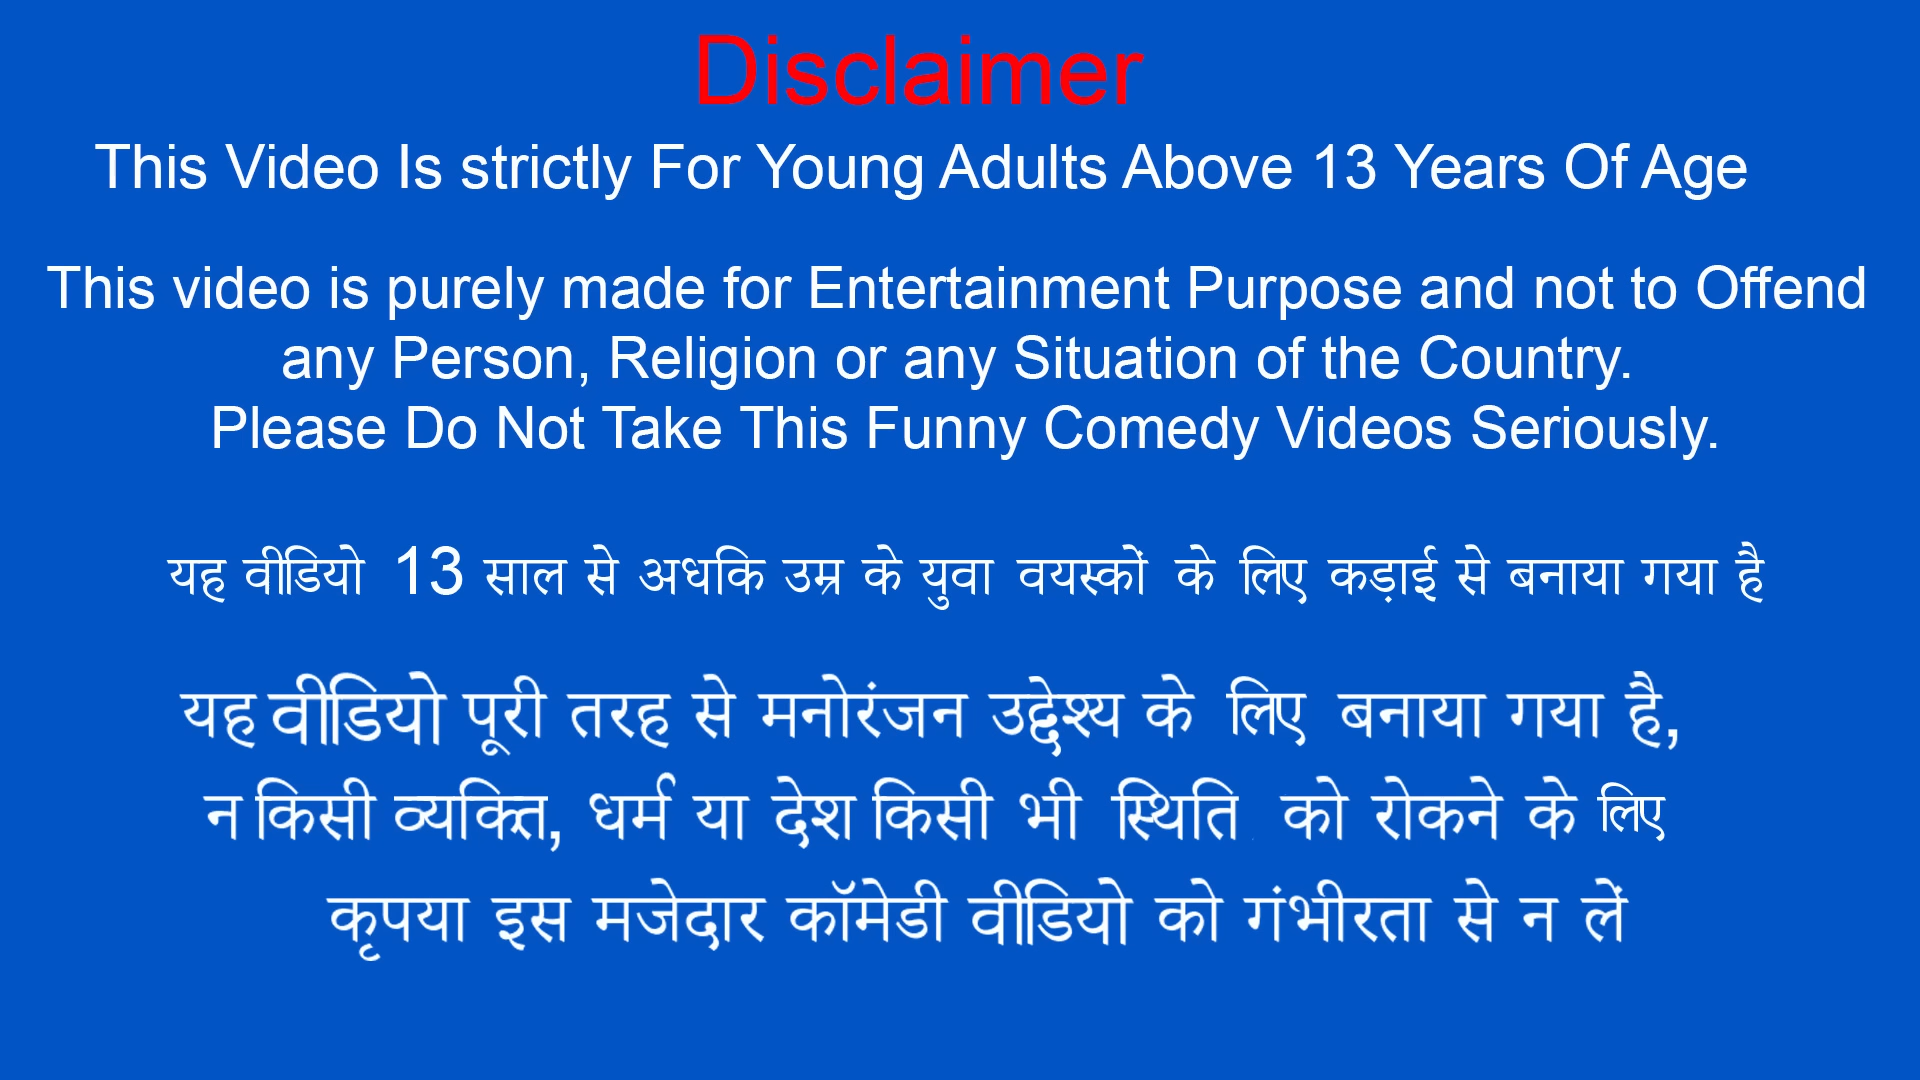 Disclaimer
This Video Is strictly For Young Adults Above 13 Years Of Age
This video is purely made for Entertainment Purpose and not to Offend
any Person, Religion or any Situation of the Country.
Please Do Not Take This Funny Comedy Videos Seriously.
यह वीडियो 13 साल से अधकि उम्र के युवा वयस्कों के लिए कड़ाई से बनाया गया है
यह वीडियो पूरी तरह से मनोरंजन उद्देश्य के लिए बनाया गया है,
न किसी व्यक्ति, धर्म या देश किसी भी स्थिति को रोकने के लिए
कृपया इस मजेदार कॉमेडी वीडियो को गंभीरता से न लें